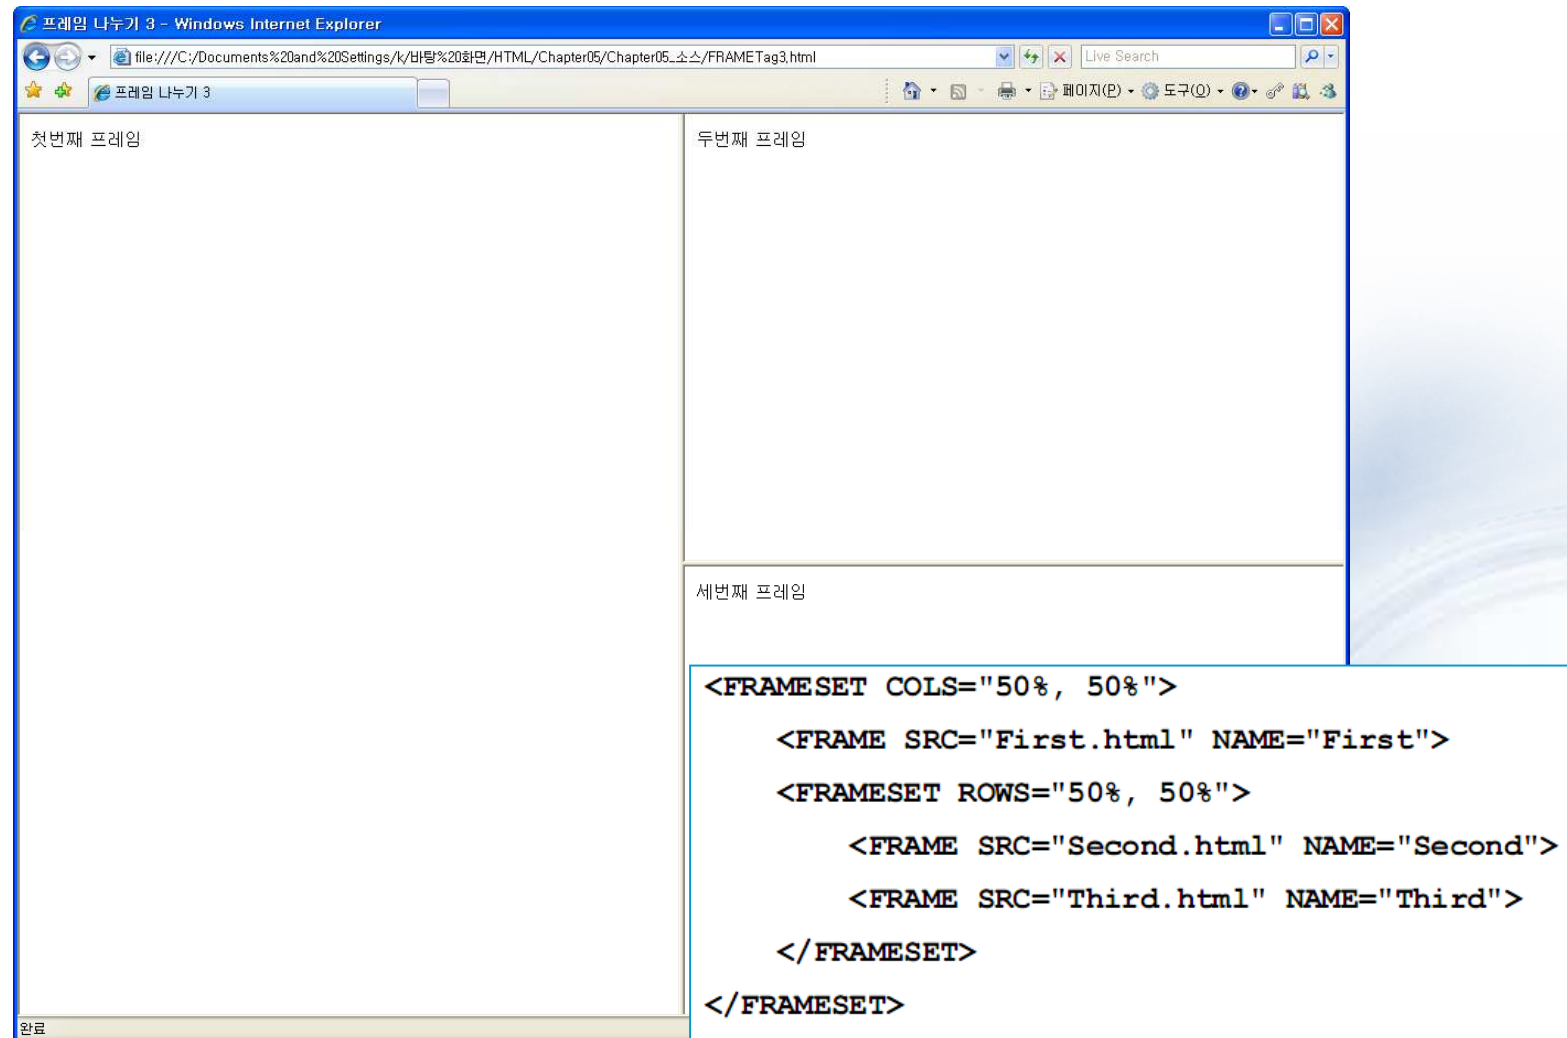 프레임 나누기 3 - Windows Internet Explorer
file:///C:/Documents%20and%20Settings/k/바탕%20화면/HTML/Chapter05/Chapter05_소스/FRAMETag3.html
Live Search
프레임 나누기 3
페이지(P)
도구(O)
첫번째 프레임
두번째 프레임
세번째 프레임
<FRAMESET COLS="50%, 50%">
<FRAME SRC="First.html" NAME="First">
<FRAMESET ROWS="50%, 50%">
<FRAME SRC="Second.html" NAME="Second">
<FRAME SRC="Third.html" NAME="Third">
</FRAMESET>
</FRAMESET>
완료